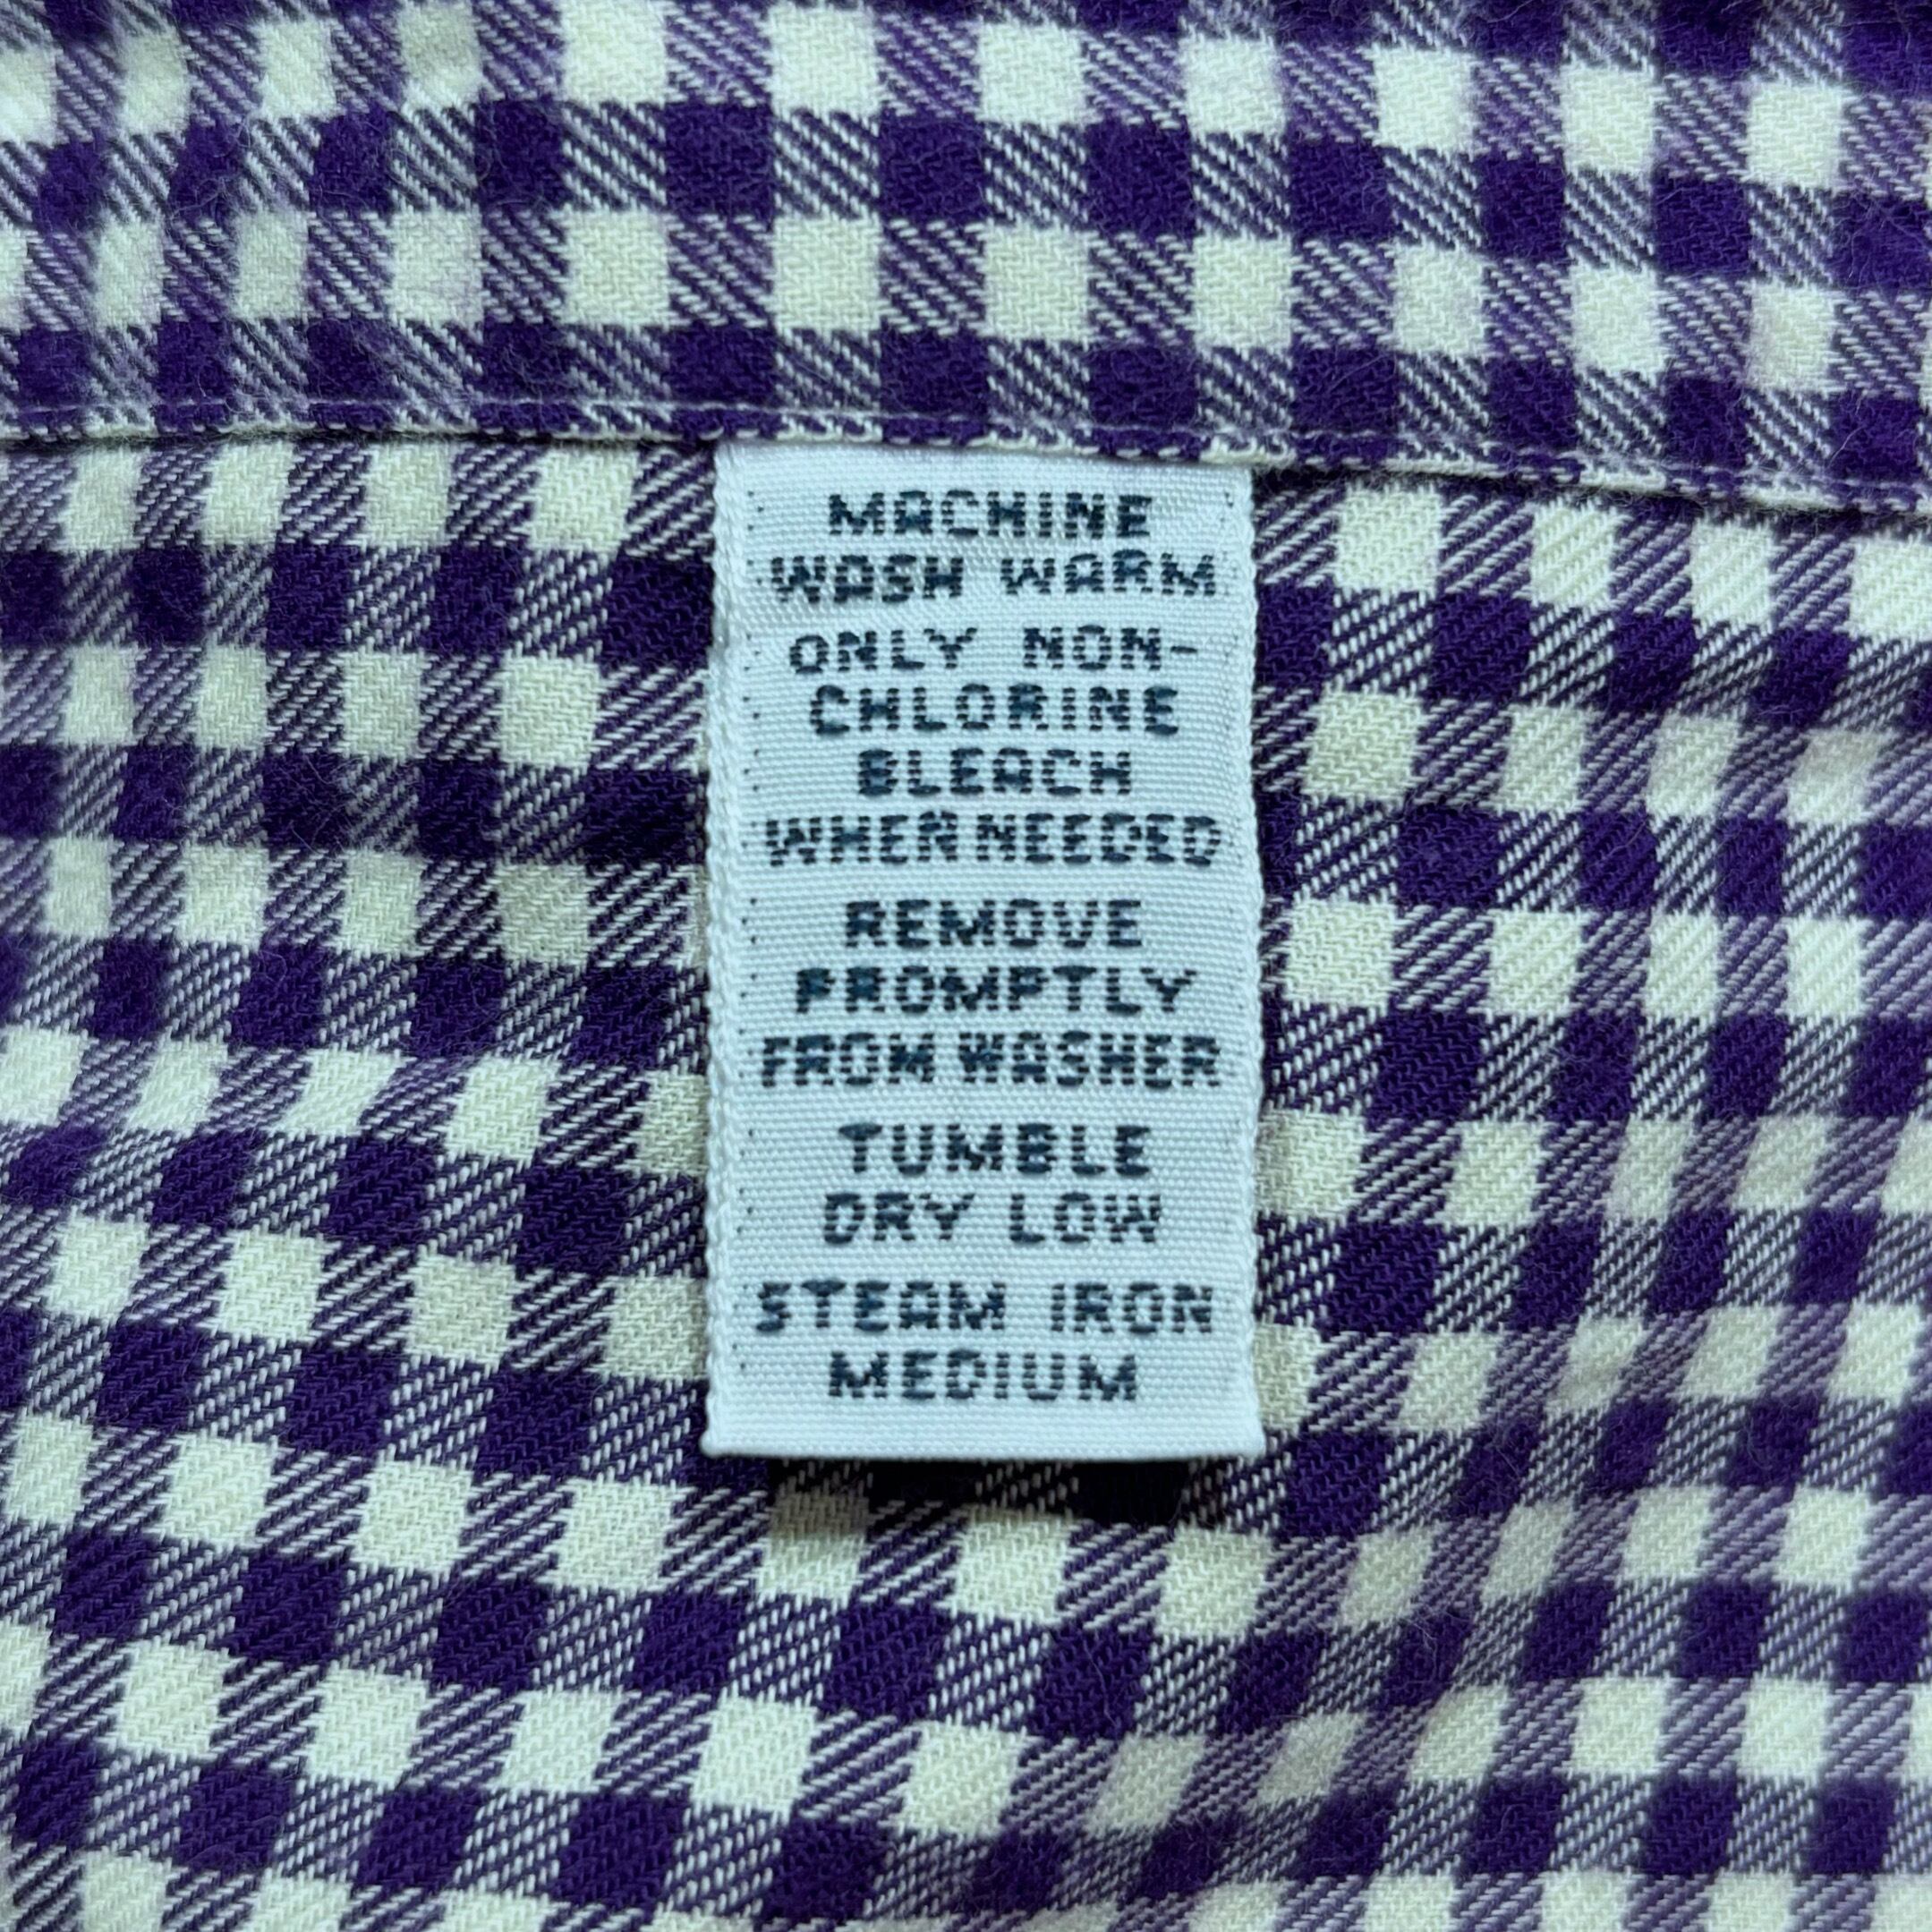 MACHINE
WASH WARM
ONLY NON-
CHLORINE
BLEACH
WHEN NEEDED
REMOVE
PROMPTLY
FROM WASHER
TUMBLE
DRY LOW
STEAM IRON
MEDIUM